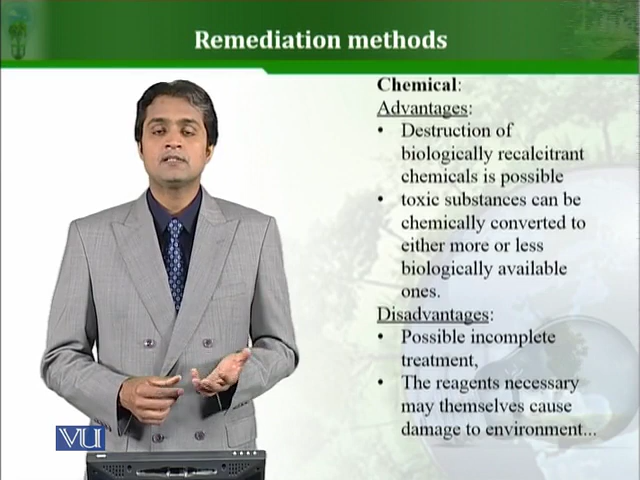 Remediation methods
Chemical:
Advantages:
• Destruction of
biologically recalcitrant
chemicals is possible
• toxic substances can be
chemically converted to
either more or less
biologically available
ones.
Disadvantages:
• Possible incomplete
treatment,
• The reagents necessary
may themselves cause
damage to environment...
VU